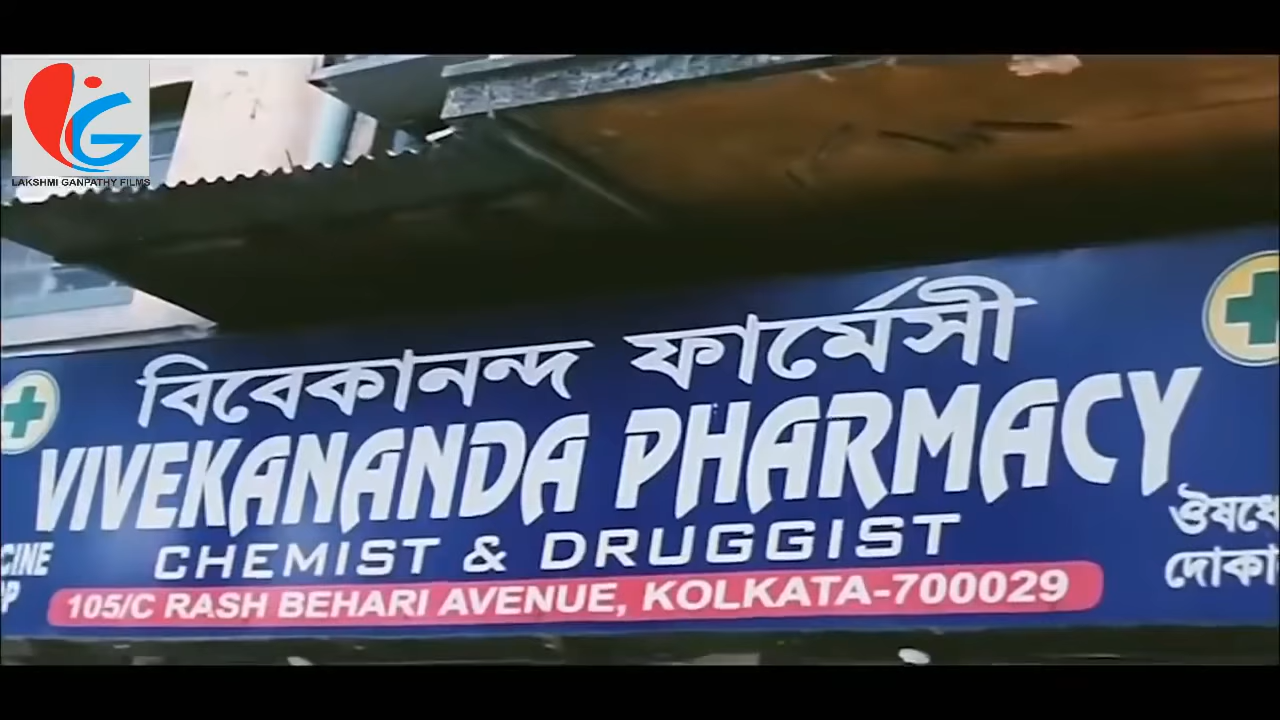 LAKSHMI GANPATHY FILMS
বিবেকানন্দ ফার্মেসী
VIVEKANANDA PHARMACY
CHEMIST & DRUGGIST
105/C RASH BEHARI AVENUE, KOLKATA-700029